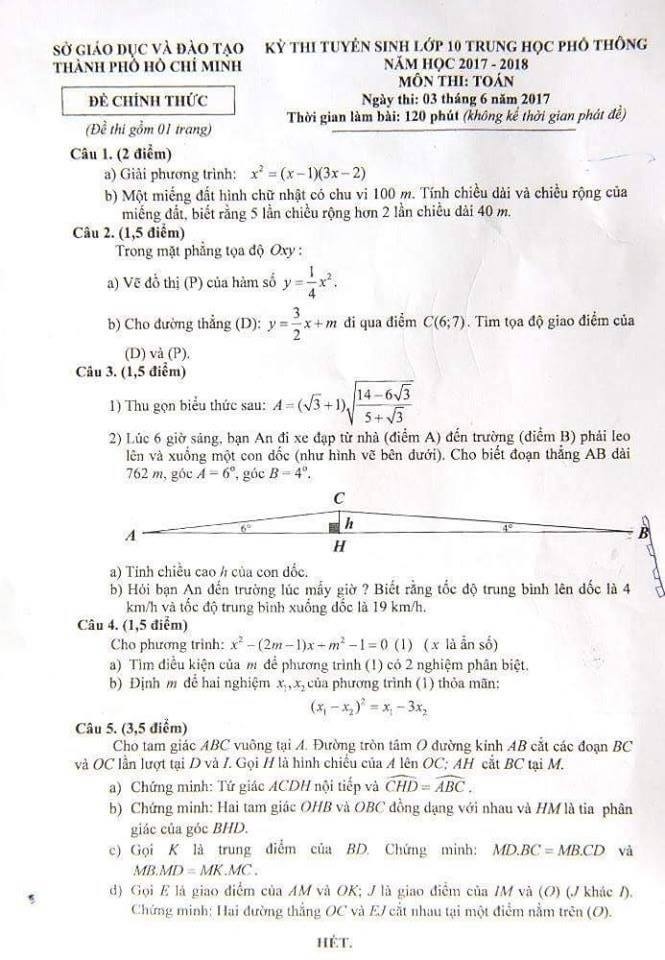 SỞ GIÁO DỤC VÀ ĐÀO TẠO
THÀNH PHỐ HỒ CHÍ MINH
ĐỀ CHÍNH THỨC
(Đề thi gồm 01 trang)
KỲ THI TUYỂN SINH LỚP 10 TRUNG HỌC PHỔ THÔNG
NĂM HỌC 2017 - 2018
MÔN THI: TOÁN
Ngày thi: 03 tháng 6 năm 2017
Thời gian làm bài: 120 phút (không kể thời gian phát đề)
Câu 1. (2 điểm)
a) Giải phương trình: x² = (x − 1)(3x − 2)
b) Một miếng đất hình chữ nhật có chu vi 100 m. Tính chiều dài và chiều rộng của
miếng đất, biết rằng 5 lần chiều rộng hơn 2 lần chiều dài 40 m.
Câu 2. (1,5 điểm)
Trong mặt phẳng tọa độ Oxy :
a) Vẽ đồ thị (P) của hàm số y = 1/4 x².
b) Cho đường thẳng (D): y = 3/2 x + m đi qua điểm C(6;7). Tìm tọa độ giao điểm của
(D) và (P).
Câu 3. (1,5 điểm)
1) Thu gọn biểu thức sau: A = (√3 + 1)√((14 − 6√3)/(5 + √3))
2) Lúc 6 giờ sáng, bạn An đi xe đạp từ nhà (điểm A) đến trường (điểm B) phải leo
lên và xuống một con dốc (như hình vẽ bên dưới). Cho biết đoạn thẳng AB dài
762 m, góc A = 6°, góc B = 4°.
C
A 6° h 4° B
H
a) Tính chiều cao h của con dốc.
b) Hỏi bạn An đến trường lúc mấy giờ ? Biết rằng tốc độ trung bình lên dốc là 4
km/h và tốc độ trung bình xuống dốc là 19 km/h.
Câu 4. (1,5 điểm)
Cho phương trình: x² − (2m − 1)x + m² − 1 = 0 (1) ( x là ẩn số)
a) Tìm điều kiện của m để phương trình (1) có 2 nghiệm phân biệt.
b) Định m để hai nghiệm x₁, x₂ của phương trình (1) thỏa mãn:
(x₁ − x₂)² = x₁ − 3x₂
Câu 5. (3,5 điểm)
Cho tam giác ABC vuông tại A. Đường tròn tâm O đường kính AB cắt các đoạn BC
và OC lần lượt tại D và I. Gọi H là hình chiếu của A lên OC; AH cắt BC tại M.
a) Chứng minh: Tứ giác ACDH nội tiếp và CHD = ABC .
b) Chứng minh: Hai tam giác OHB và OBC đồng dạng với nhau và HM là tia phân
giác của góc BHD.
c) Gọi K là trung điểm của BD. Chứng minh: MD.BC = MB.CD và
MB.MD = MK.MC .
d) Gọi E là giao điểm của AM và OK; J là giao điểm của IM và (O) (J khác I).
Chứng minh: Hai đường thẳng OC và EJ cắt nhau tại một điểm nằm trên (O).
HẾT.